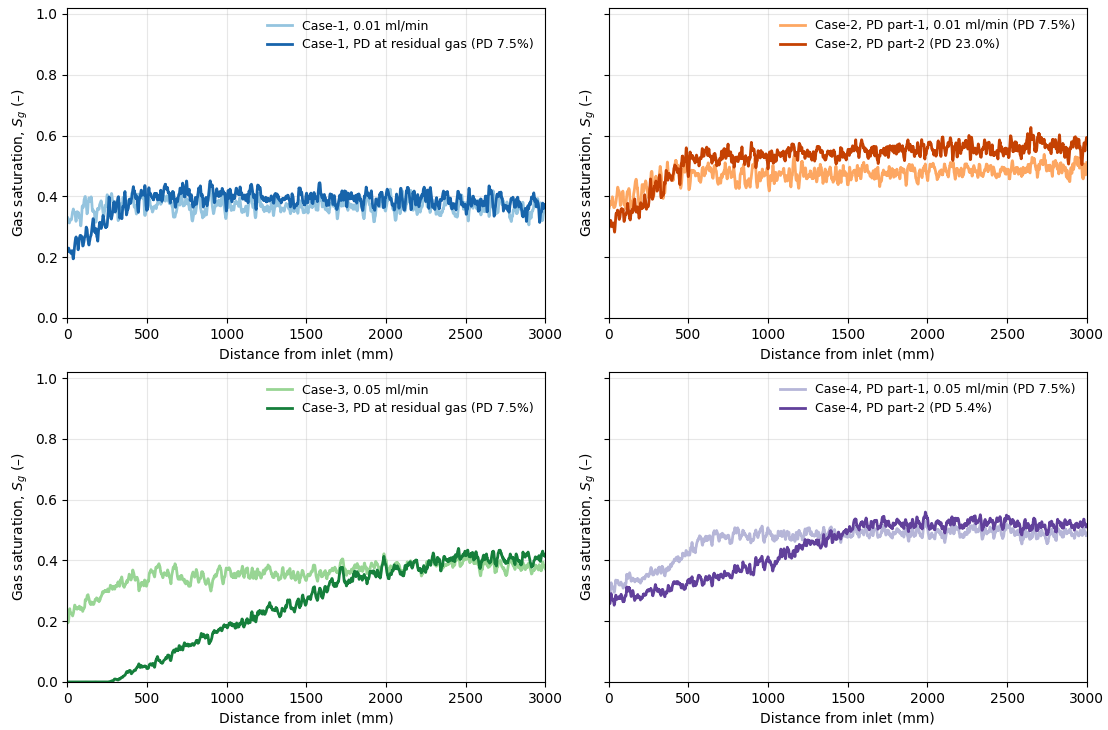 Case-1, 0.01 ml/min
Case-1, PD at residual gas (PD 7.5%)
1.0
0.8
0.6
0.4
0.2
0.0
Gas saturation, S_g (–)
0 500 1000 1500 2000 2500 3000
Distance from inlet (mm)
Case-2, PD part-1, 0.01 ml/min (PD 7.5%)
Case-2, PD part-2 (PD 23.0%)
Gas saturation, S_g (–)
0 500 1000 1500 2000 2500 3000
Distance from inlet (mm)
Case-3, 0.05 ml/min
Case-3, PD at residual gas (PD 7.5%)
1.0
0.8
0.6
0.4
0.2
0.0
Gas saturation, S_g (–)
0 500 1000 1500 2000 2500 3000
Distance from inlet (mm)
Case-4, PD part-1, 0.05 ml/min (PD 7.5%)
Case-4, PD part-2 (PD 5.4%)
Gas saturation, S_g (–)
0 500 1000 1500 2000 2500 3000
Distance from inlet (mm)